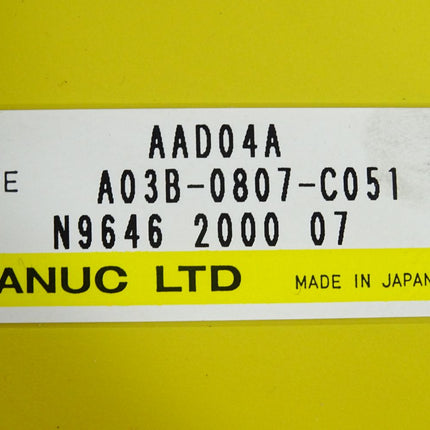 AAD04A
E A03B-0807-C051
N9646 2000 07
ANUC LTD MADE IN JAPAN